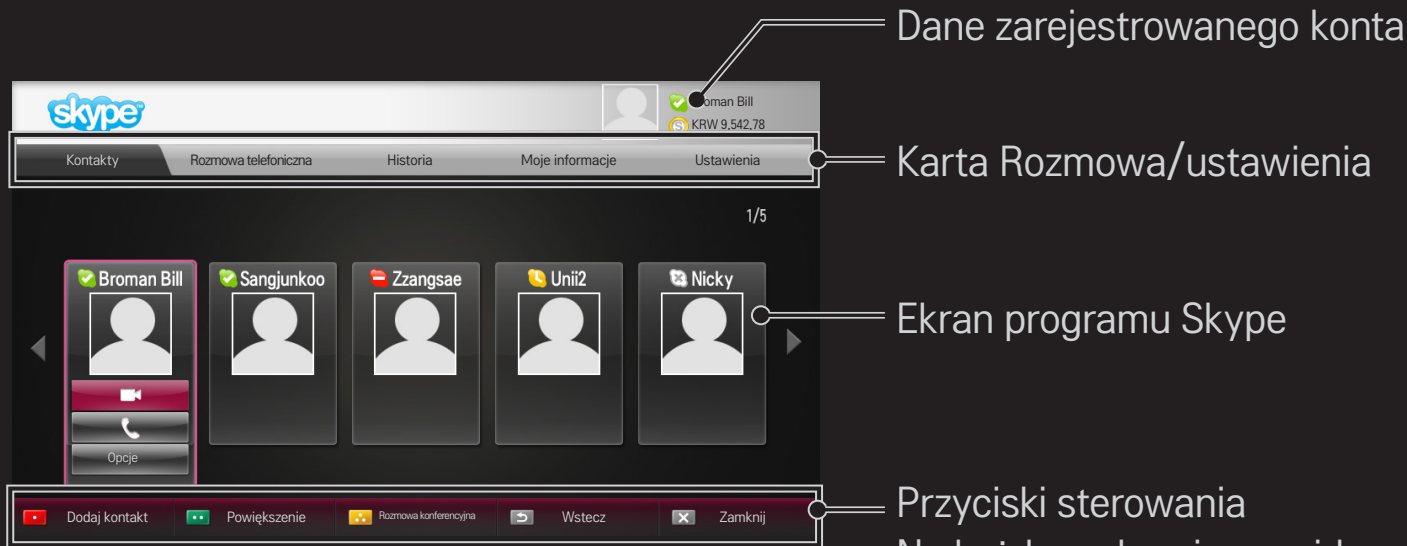 Dane zarejestrowanego konta
skype
Broman Bill
KRW 9,542,78
Kontakty Rozmowa telefoniczna Historia Moje informacje Ustawienia
Karta Rozmowa/ustawienia
1/5
Broman Bill Sangjunkoo Zzangsae Unii2 Nicky
Ekran programu Skype
Opcje
Przyciski sterowania
Dodaj kontakt Powiększenie Rozmowa konferencyjna Wstecz Zamknij